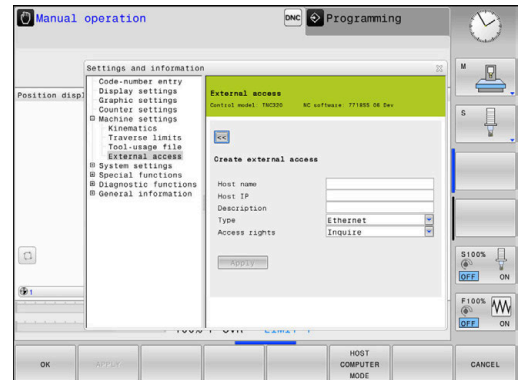 Manual operation
DNC
Programming
Settings and information
Position displ
Code-number entry
Display settings
Graphic settings
Counter settings
Machine settings
Kinematics
Traverse limits
Tool-usage file
External access
System settings
Special functions
Diagnostic functions
General information
External access
Control model: TNC320 NC software: 771855 06 Dev
<<
Create external access
Host name
Host IP
Description
Type Ethernet
Access rights Inquire
Apply
M
S
S100%
OFF ON
F100%
OFF ON
1
OK
APPLY
HOST
COMPUTER
MODE
CANCEL